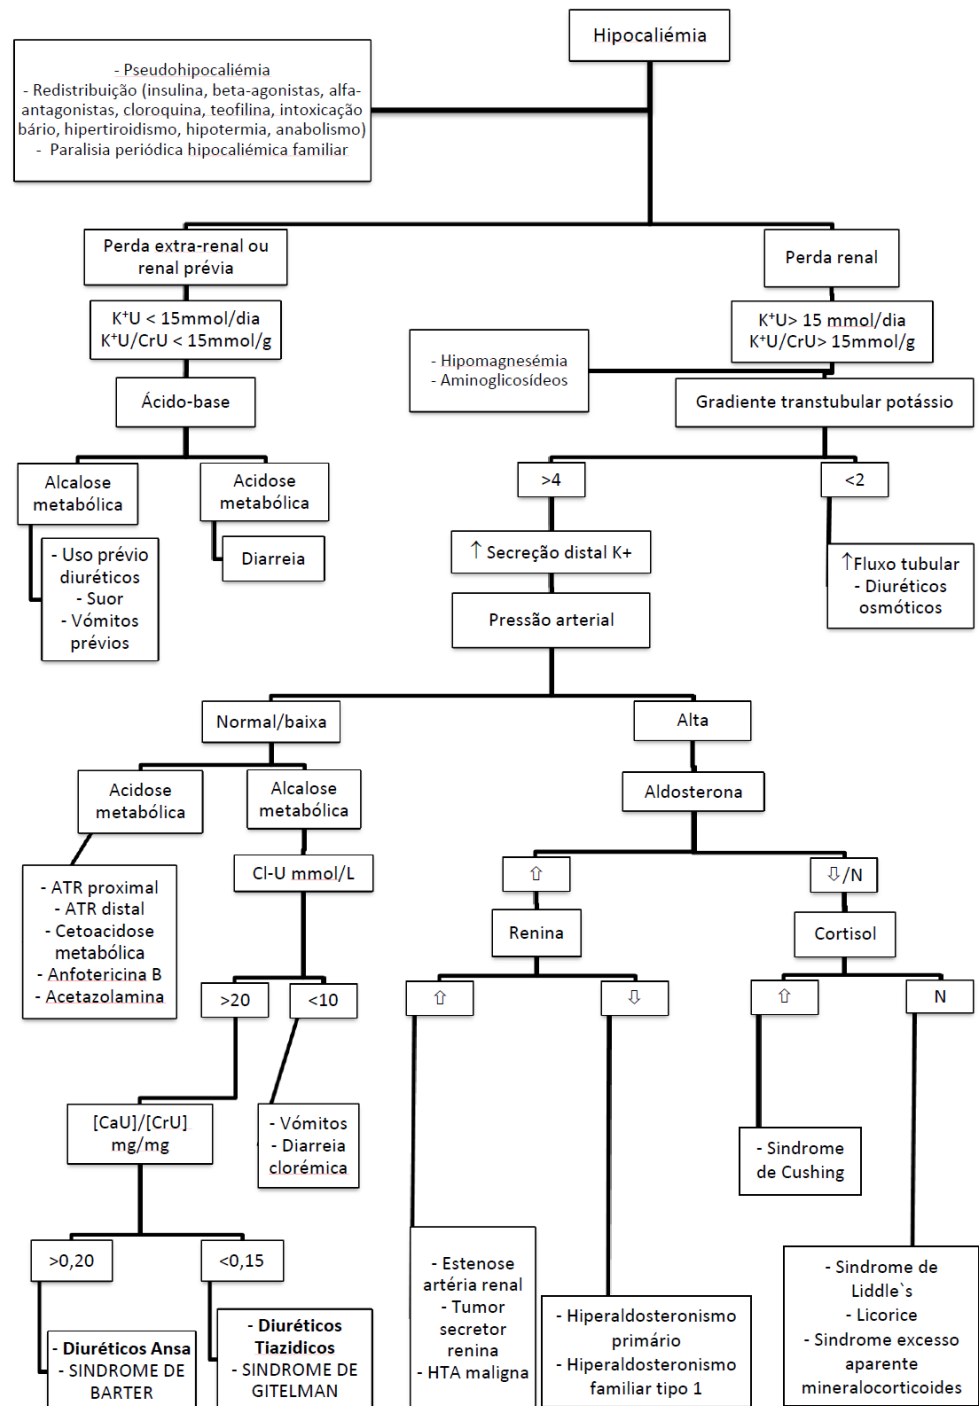 Hipocaliémia
- Pseudohipocaliémia
- Redistribuição (insulina, beta-agonistas, alfa-
antagonistas, cloroquina, teofilina, intoxicação
bário, hipertiroidismo, hipotermia, anabolismo)
- Paralisia periódica hipocaliémica familiar
Perda extra-renal ou
renal prévia
Perda renal
K⁺U < 15mmol/dia
K⁺U/CrU < 15mmol/g
K⁺U> 15 mmol/dia
K⁺U/CrU> 15mmol/g
- Hipomagnesémia
- Aminoglicosídeos
Ácido-base
Gradiente transtubular potássio
Alcalose
metabólica
Acidose
metabólica
>4
<2
- Uso prévio
diuréticos
- Suor
- Vómitos
prévios
Diarreia
↑ Secreção distal K+
↑Fluxo tubular
- Diuréticos
osmóticos
Pressão arterial
Normal/baixa
Alta
Acidose
metabólica
Alcalose
metabólica
Aldosterona
- ATR proximal
- ATR distal
- Cetoacidose
metabólica
- Anfotericina B
- Acetazolamina
Cl-U mmol/L
⇧
⇩/N
Renina
Cortisol
>20
<10
⇧
⇩
⇧
N
[CaU]/[CrU]
mg/mg
- Vómitos
- Diarreia
clorémica
- Sindrome
de Cushing
>0,20
<0,15
- Estenose
artéria renal
- Tumor
secretor
renina
- HTA maligna
- Hiperaldosteronismo
primário
- Hiperaldosteronismo
familiar tipo 1
- Sindrome de
Liddle`s
- Licorice
- Sindrome excesso
aparente
mineralocorticoides
- Diuréticos Ansa
- SINDROME DE
BARTER
- Diuréticos
Tiazidicos
- SINDROME DE
GITELMAN